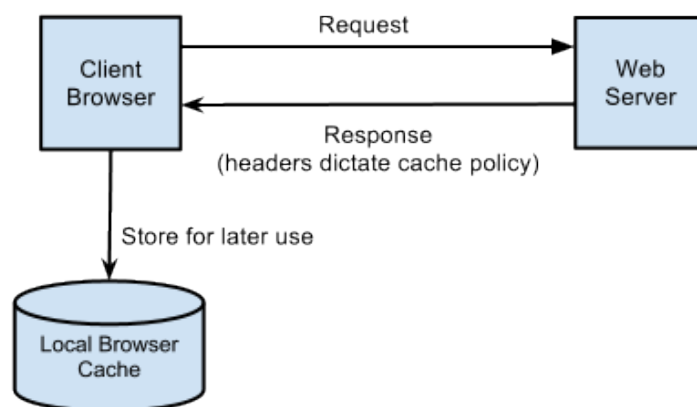 Request
Client
Browser
Web
Server
Response
(headers dictate cache policy)
Store for later use
Local Browser
Cache